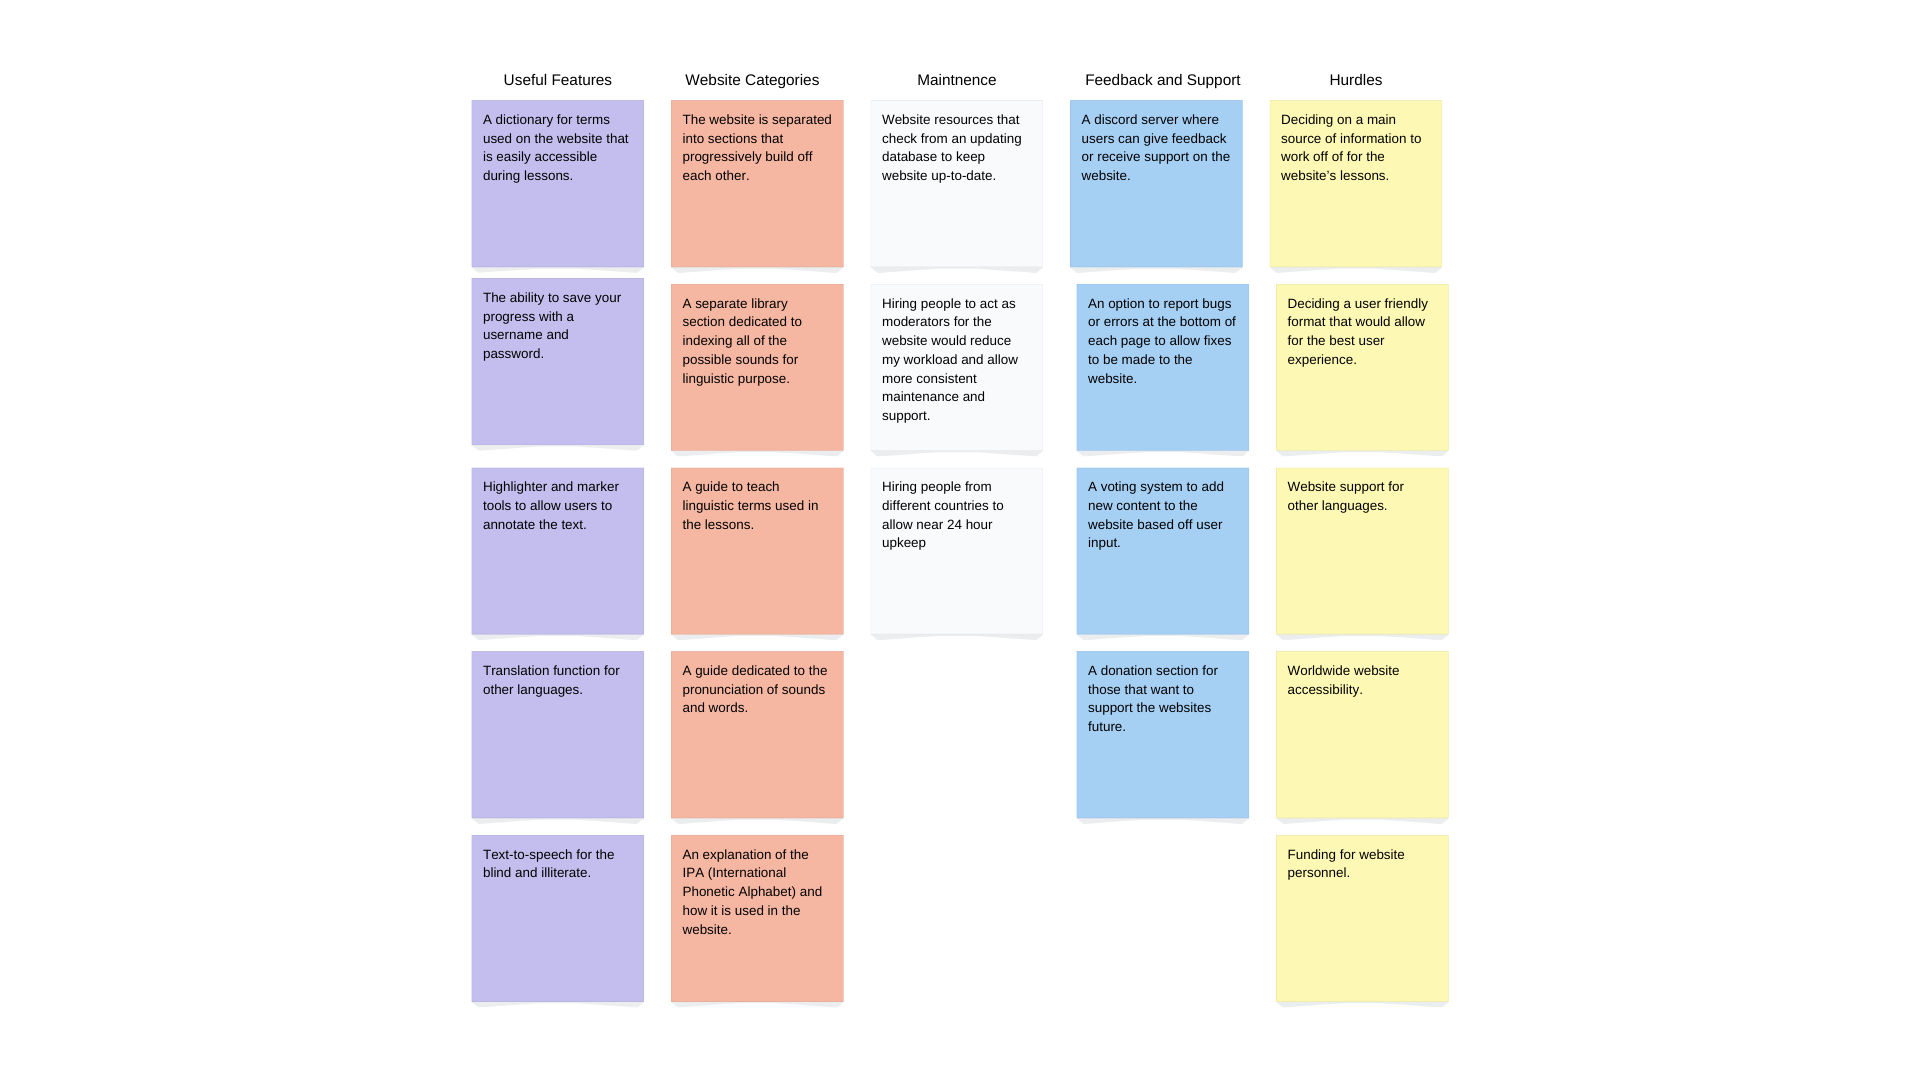 Useful Features
A dictionary for terms
used on the website that
is easily accessible
during lessons.
The ability to save your
progress with a
username and
password.
Highlighter and marker
tools to allow users to
annotate the text.
Translation function for
other languages.
Text-to-speech for the
blind and illiterate.
Website Categories
The website is separated
into sections that
progressively build off
each other.
A separate library
section dedicated to
indexing all of the
possible sounds for
linguistic purpose.
A guide to teach
linguistic terms used in
the lessons.
A guide dedicated to the
pronunciation of sounds
and words.
An explanation of the
IPA (International
Phonetic Alphabet) and
how it is used in the
website.
Maintnence
Website resources that
check from an updating
database to keep
website up-to-date.
Hiring people to act as
moderators for the
website would reduce
my workload and allow
more consistent
maintenance and
support.
Hiring people from
different countries to
allow near 24 hour
upkeep
Feedback and Support
A discord server where
users can give feedback
or receive support on the
website.
An option to report bugs
or errors at the bottom of
each page to allow fixes
to be made to the
website.
A voting system to add
new content to the
website based off user
input.
A donation section for
those that want to
support the websites
future.
Hurdles
Deciding on a main
source of information to
work off of for the
website’s lessons.
Deciding a user friendly
format that would allow
for the best user
experience.
Website support for
other languages.
Worldwide website
accessibility.
Funding for website
personnel.